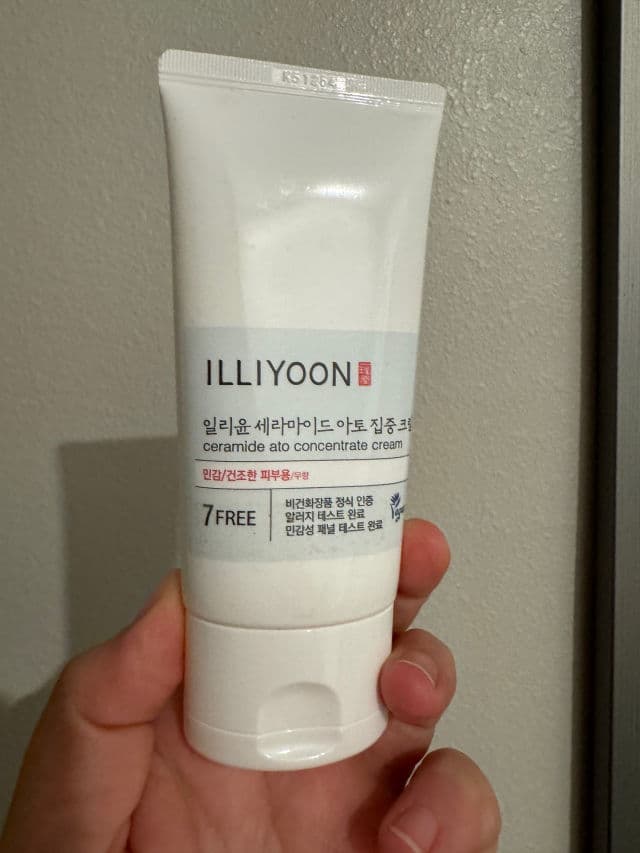 ILLIYOON
일리윤 세라마이드 아토 집중 크림
ceramide ato concentrate cream
민감/건조한 피부용/무향
7FREE
비건화장품 정식 인증
알러지 테스트 완료
민감성 패널 테스트 완료